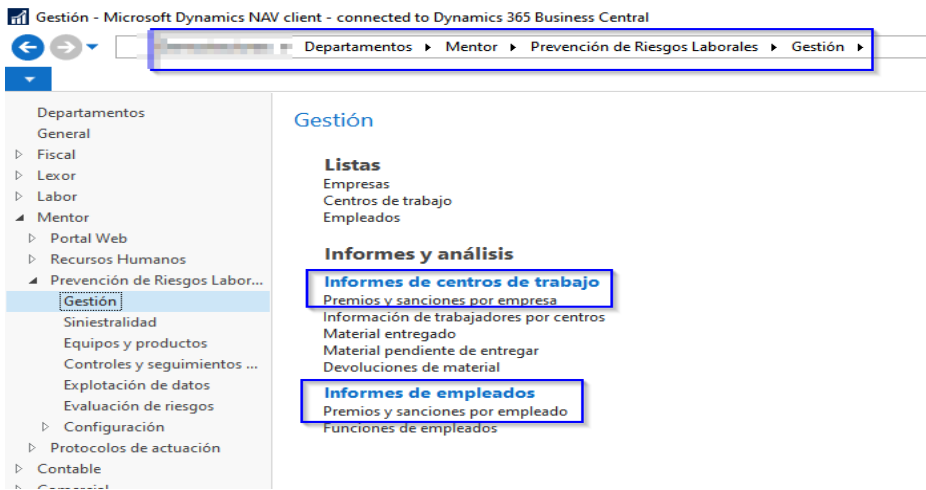 Gestión - Microsoft Dynamics NAV client - connected to Dynamics 365 Business Central
Departamentos ▸ Mentor ▸ Prevención de Riesgos Laborales ▸ Gestión ▸
Departamentos
General
Fiscal
Lexor
Labor
Mentor
Portal Web
Recursos Humanos
Prevención de Riesgos Labor...
Gestión
Siniestralidad
Equipos y productos
Controles y seguimientos ...
Explotación de datos
Evaluación de riesgos
Configuración
Protocolos de actuación
Contable
Comercial
Gestión
Listas
Empresas
Centros de trabajo
Empleados
Informes y análisis
Informes de centros de trabajo
Premios y sanciones por empresa
Información de trabajadores por centros
Material entregado
Material pendiente de entregar
Devoluciones de material
Informes de empleados
Premios y sanciones por empleado
Funciones de empleados